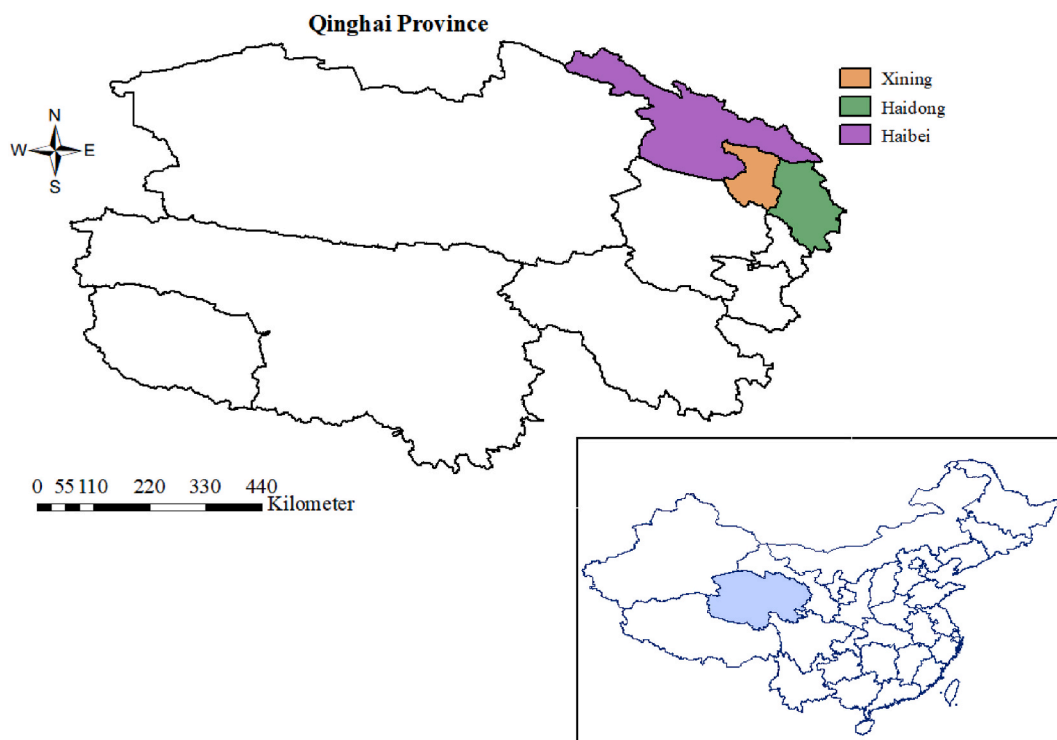 Qinghai Province
Xining
Haidong
Haibei
N
W E
S
0 55 110 220 330 440
Kilometer